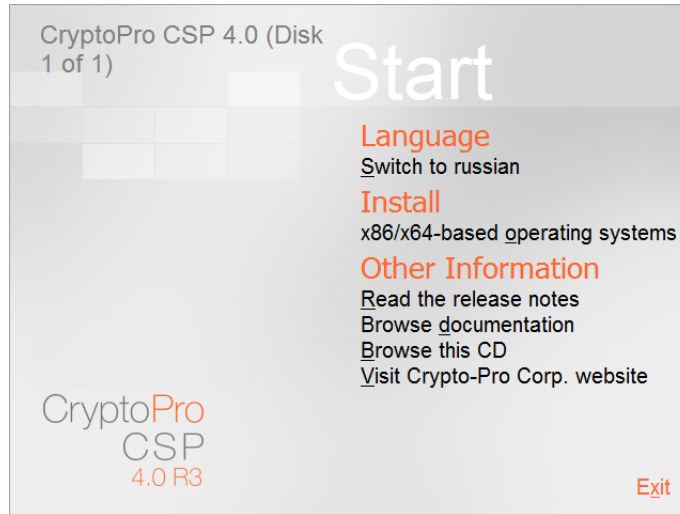 CryptoPro CSP 4.0 (Disk
1 of 1)
Start
Language
Switch to russian
Install
x86/x64-based operating systems
Other Information
Read the release notes
Browse documentation
Browse this CD
Visit Crypto-Pro Corp. website
CryptoPro
CSP
4.0 R3
Exit